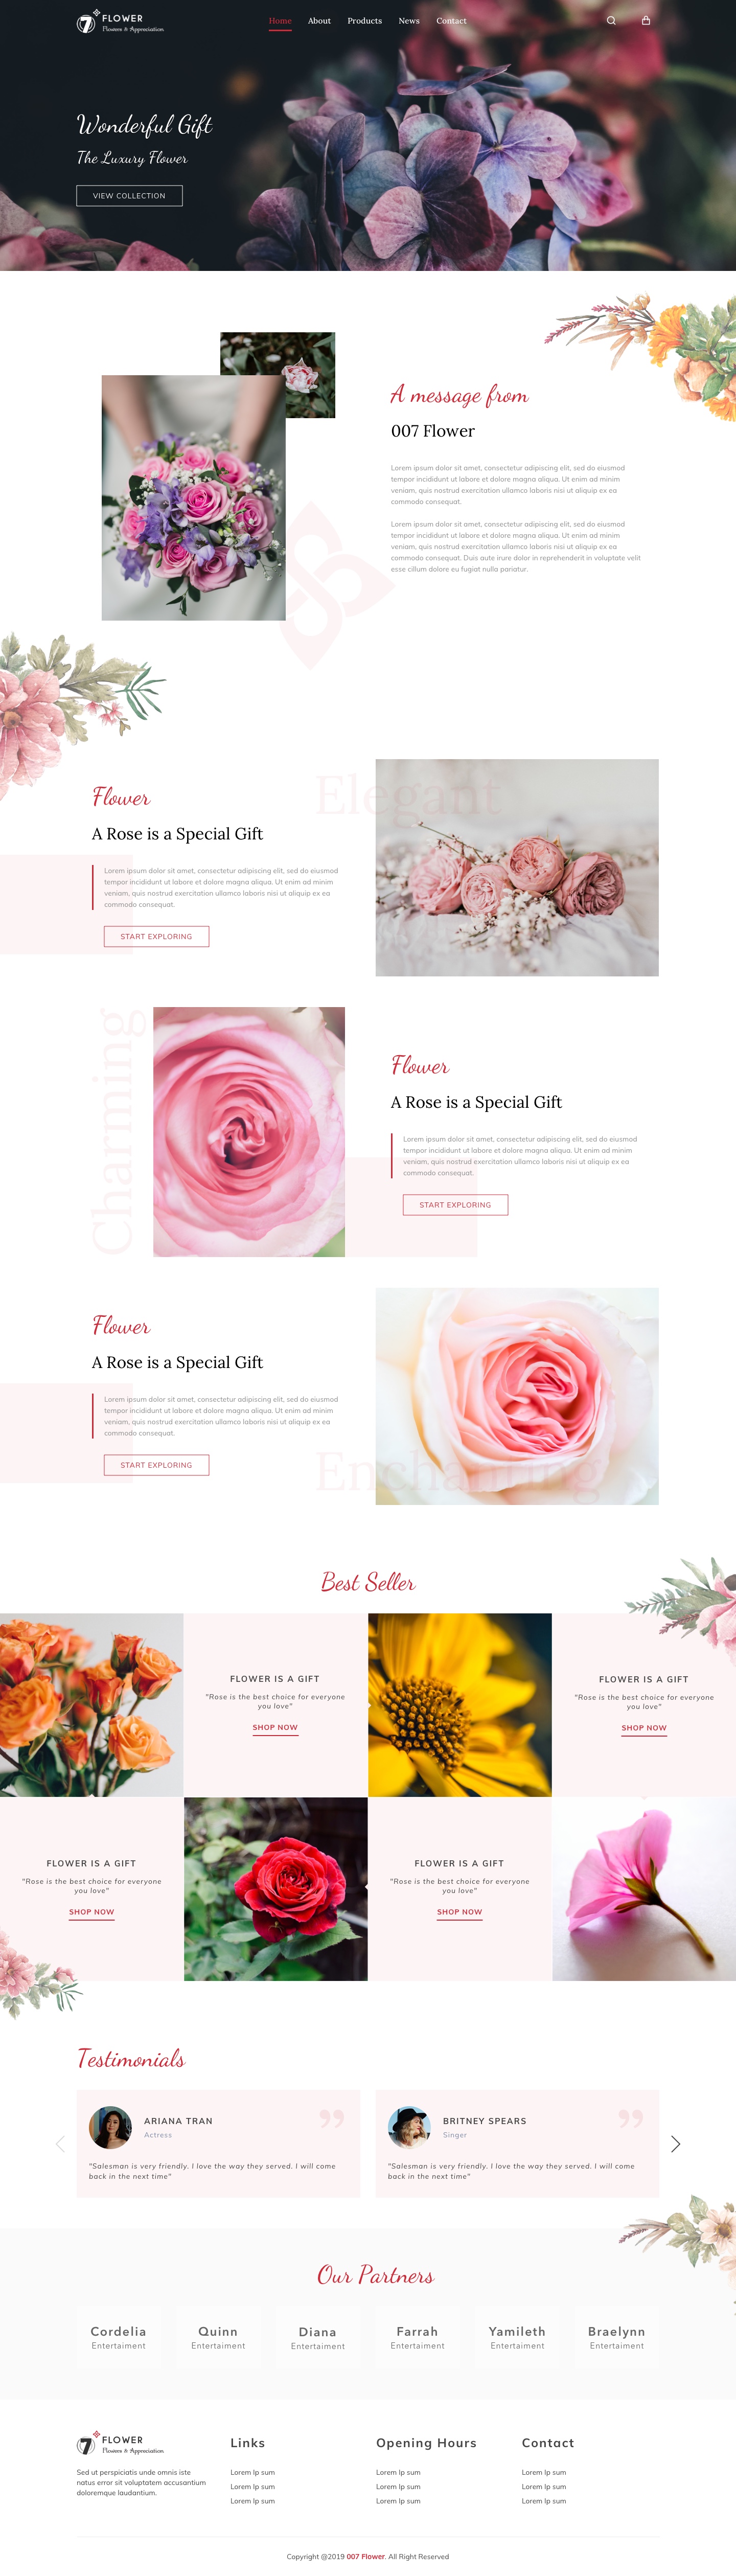 7 FLOWER
Flowers & Appreciation
Home About Products News Contact
Wonderful Gift
The Luxury Flower
VIEW COLLECTION
A message from
007 Flower
Lorem ipsum dolor sit amet, consectetur adipiscing elit, sed do eiusmod
tempor incididunt ut labore et dolore magna aliqua. Ut enim ad minim
veniam, quis nostrud exercitation ullamco laboris nisi ut aliquip ex ea
commodo consequat.
Lorem ipsum dolor sit amet, consectetur adipiscing elit, sed do eiusmod
tempor incididunt ut labore et dolore magna aliqua. Ut enim ad minim
veniam, quis nostrud exercitation ullamco laboris nisi ut aliquip ex ea
commodo consequat. Duis aute irure dolor in reprehenderit in voluptate velit
esse cillum dolore eu fugiat nulla pariatur.
Elegant
Flower
A Rose is a Special Gift
Lorem ipsum dolor sit amet, consectetur adipiscing elit, sed do eiusmod
tempor incididunt ut labore et dolore magna aliqua. Ut enim ad minim
veniam, quis nostrud exercitation ullamco laboris nisi ut aliquip ex ea
commodo consequat.
START EXPLORING
Charming
Flower
A Rose is a Special Gift
Lorem ipsum dolor sit amet, consectetur adipiscing elit, sed do eiusmod
tempor incididunt ut labore et dolore magna aliqua. Ut enim ad minim
veniam, quis nostrud exercitation ullamco laboris nisi ut aliquip ex ea
commodo consequat.
START EXPLORING
Flower
A Rose is a Special Gift
Lorem ipsum dolor sit amet, consectetur adipiscing elit, sed do eiusmod
tempor incididunt ut labore et dolore magna aliqua. Ut enim ad minim
veniam, quis nostrud exercitation ullamco laboris nisi ut aliquip ex ea
commodo consequat.
START EXPLORING
Enchanting
Best Seller
FLOWER IS A GIFT
"Rose is the best choice for everyone
you love"
SHOP NOW
FLOWER IS A GIFT
"Rose is the best choice for everyone
you love"
SHOP NOW
FLOWER IS A GIFT
"Rose is the best choice for everyone
you love"
SHOP NOW
FLOWER IS A GIFT
"Rose is the best choice for everyone
you love"
SHOP NOW
Testimonials
ARIANA TRAN
Actress
"Salesman is very friendly. I love the way they served. I will come
back in the next time"
BRITNEY SPEARS
Singer
"Salesman is very friendly. I love the way they served. I will come
back in the next time"
Our Partners
Cordelia
Entertaiment
Quinn
Entertaiment
Diana
Entertaiment
Farrah
Entertaiment
Yamileth
Entertaiment
Braelynn
Entertaiment
7 FLOWER
Flowers & Appreciation
Sed ut perspiciatis unde omnis iste
natus error sit voluptatem accusantium
doloremque laudantium.
Links
Lorem Ip sum
Lorem Ip sum
Lorem Ip sum
Opening Hours
Lorem Ip sum
Lorem Ip sum
Lorem Ip sum
Contact
Lorem Ip sum
Lorem Ip sum
Lorem Ip sum
Copyright @2019 007 Flower. All Right Reserved